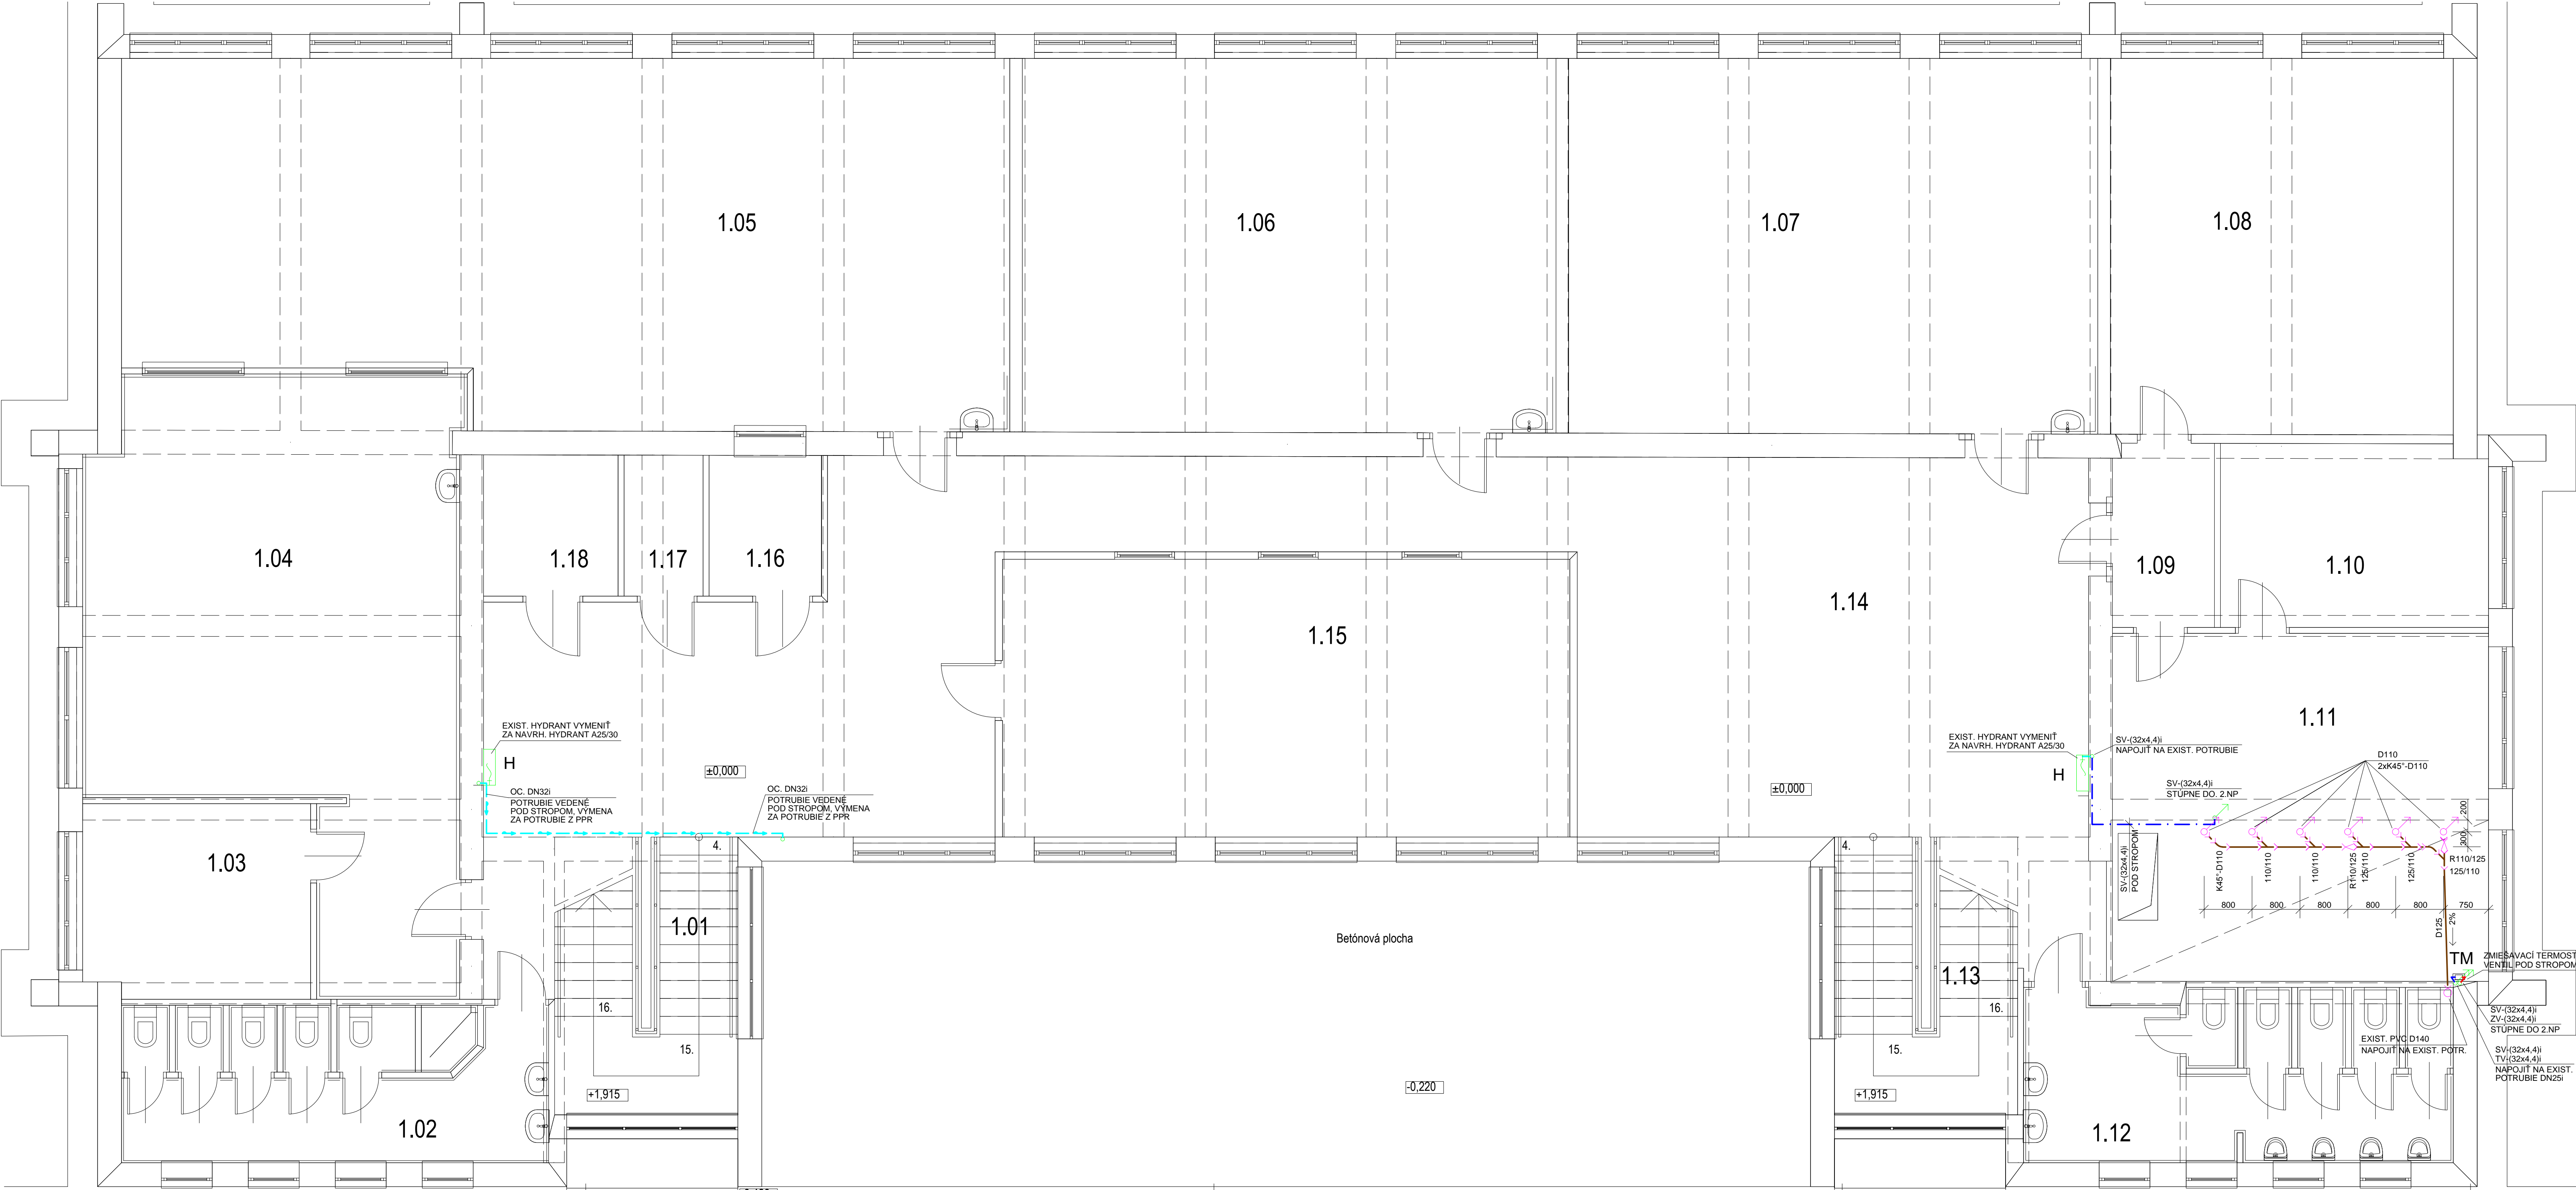 1.05
1.06
1.07
1.08
1.04
1.18
1.17
1.16
1.15
1.14
1.09
1.10
1.11
EXIST. HYDRANT VYMENIŤ
ZA NAVRH. HYDRANT A25/30
H
±0,000
OC. DN32i
POTRUBIE VEDENÉ
POD STROPOM, VÝMENA
ZA POTRUBIE Z PPR
OC. DN32i
POTRUBIE VEDENÉ
POD STROPOM, VÝMENA
ZA POTRUBIE Z PPR
EXIST. HYDRANT VYMENIŤ
ZA NAVRH. HYDRANT A25/30
H
±0,000
SV-(32x4,4)i
NAPOJIŤ NA EXIST. POTRUBIE
D110
2xK45°-D110
SV-(32x4,4)i
STÚPNE DO. 2.NP
200
300
R110/125
125/110
SV-(32x4,4)i
POD STROPOM
K45°-D110
110/110
110/110
R110/125
125/110
125/110
800
800
800
800
800
750
D125
2%
TM
ZMIEŠAVACÍ TERMOST
VENTIL POD STROPOM
SV-(32x4,4)i
ZV-(32x4,4)i
STÚPNE DO 2.NP
EXIST. PVC D140
NAPOJIŤ NA EXIST. POTR.
SV-(32x4,4)i
TV-(32x4,4)i
NAPOJIŤ NA EXIST.
POTRUBIE DN25i
1.03
4.
1.01
16.
15.
+1,915
1.02
Betónová plocha
-0,220
4.
1.13
16.
15.
+1,915
1.12